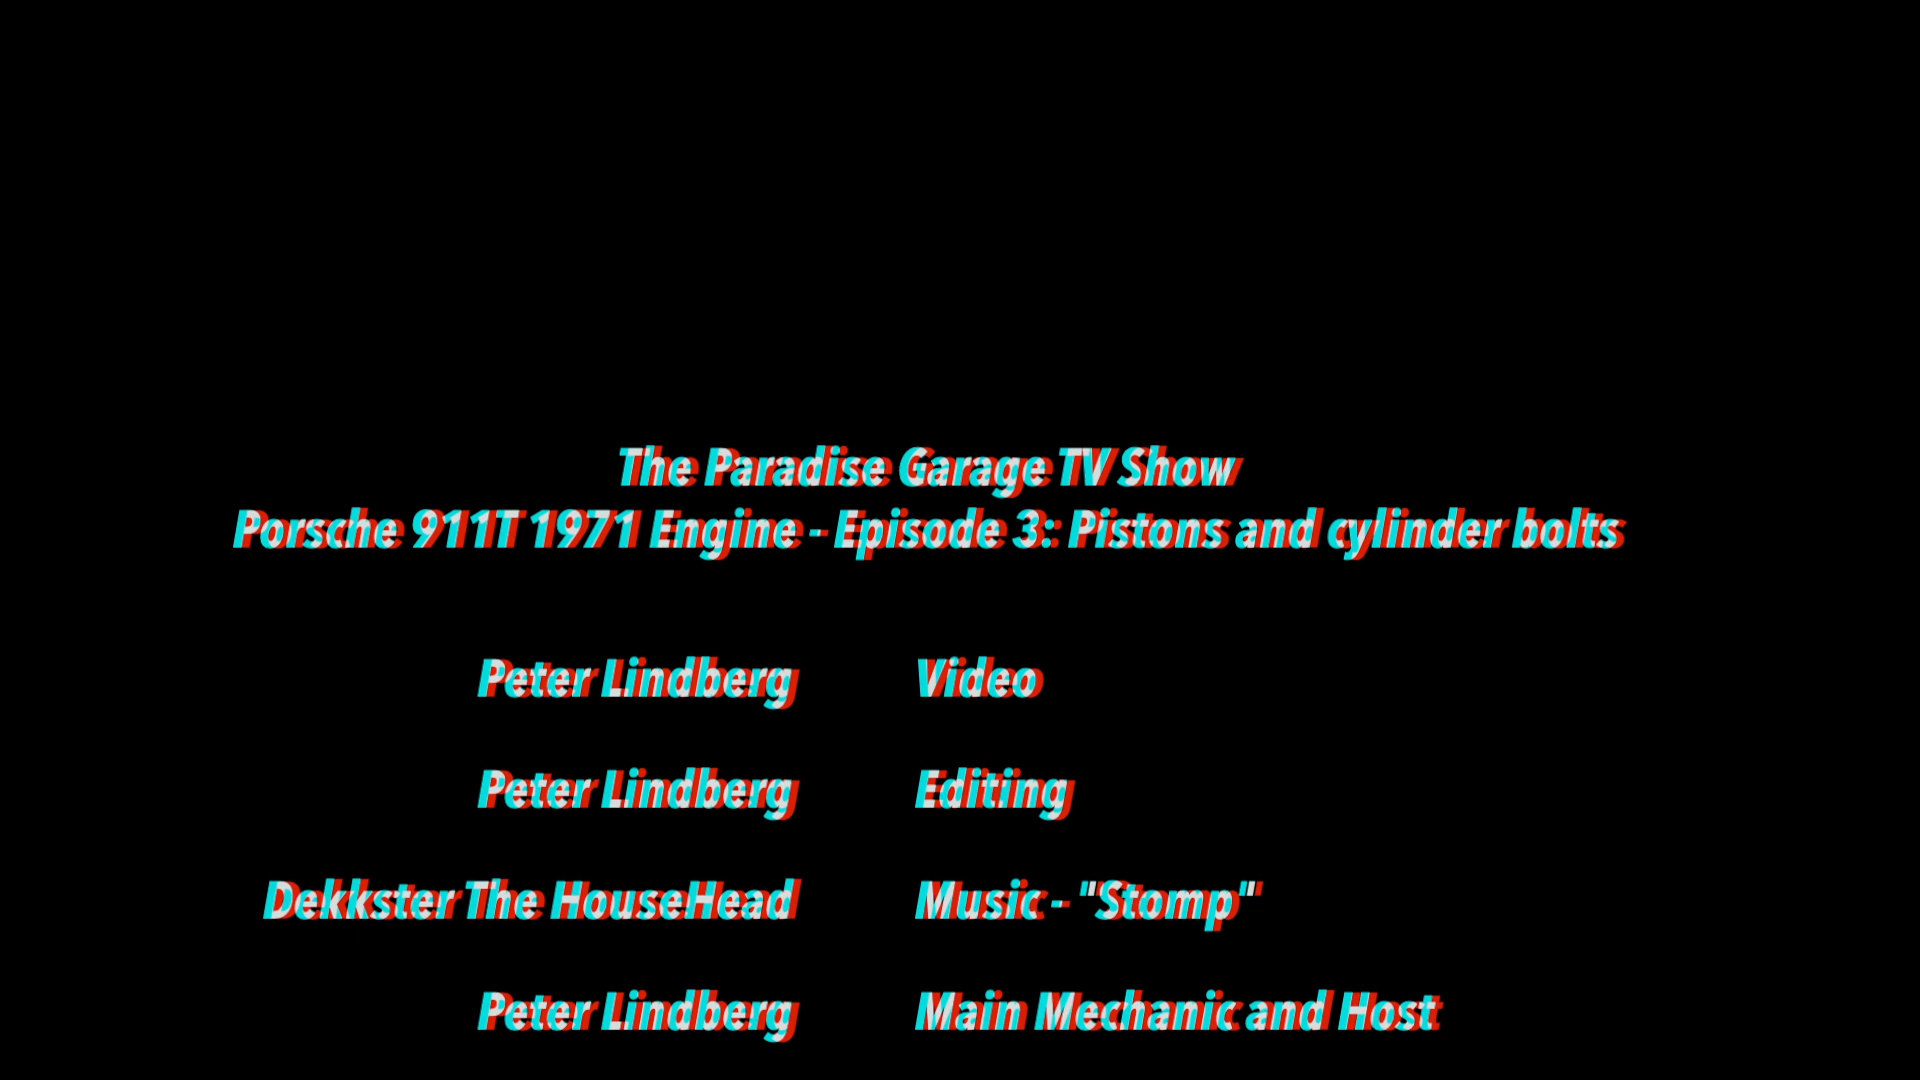 The Paradise Garage TV Show
Porsche 911T 1971 Engine - Episode 3: Pistons and cylinder bolts
Peter Lindberg Video
Peter Lindberg Editing
Dekkster The HouseHead Music - "Stomp"
Peter Lindberg Main Mechanic and Host